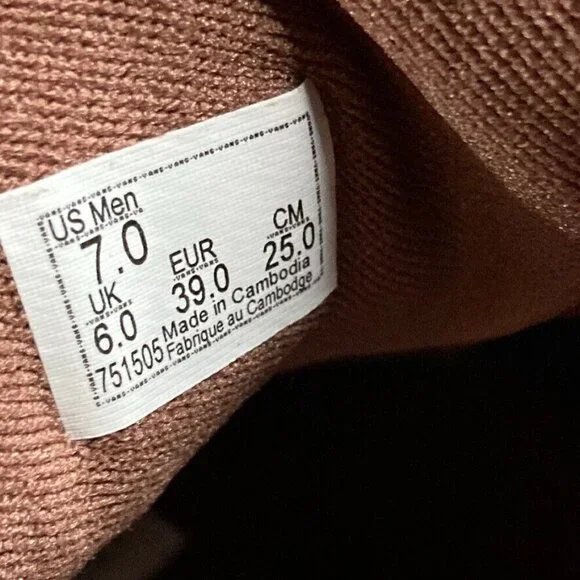 US Men
7.0
UK
6.0
EUR
39.0
CM
25.0
751505
Made in Cambodia
Fabrique au Cambodge